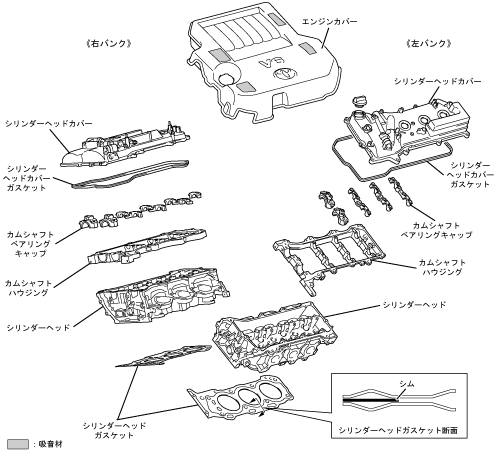 エンジンカバー
《右バンク》
《左バンク》
V6
シリンダーヘッドカバー
シリンダーヘッドカバー
シリンダー
ヘッドカバー
ガスケット
シリンダー
ヘッドカバー
ガスケット
カムシャフト
ベアリング
キャップ
カムシャフト
ベアリングキャップ
カムシャフト
ハウジング
カムシャフト
ハウジング
シリンダーヘッド
シリンダーヘッド
シリンダーヘッド
ガスケット
シム
シリンダーヘッドガスケット断面
：吸音材